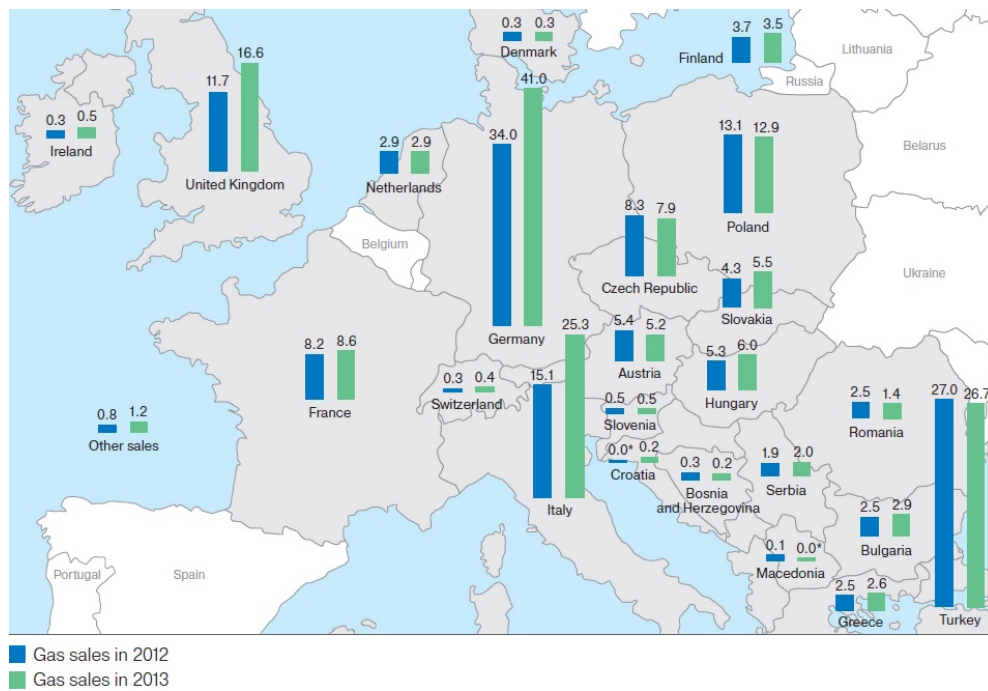 0.3 0.3
Denmark
3.7 3.5
Finland
Lithuania
Russia
11.7 16.6
United Kingdom
0.3 0.5
Ireland
2.9 2.9
Netherlands
34.0 41.0
Germany
13.1 12.9
Poland
Belarus
Belgium
8.3 7.9
Czech Republic
4.3 5.5
Slovakia
Ukraine
8.2 8.6
France
0.3 0.4
Switzerland
15.1 25.3
Italy
5.4 5.2
Austria
5.3 6.0
Hungary
0.8 1.2
Other sales
0.5 0.5
Slovenia
2.5 1.4
Romania
27.0 26.7
Turkey
0.0* 0.2
Croatia
0.3 0.2
Bosnia
and Herzegovina
1.9 2.0
Serbia
2.5 2.9
Bulgaria
0.1 0.0*
Macedonia
2.5 2.6
Greece
Portugal
Spain
Gas sales in 2012
Gas sales in 2013